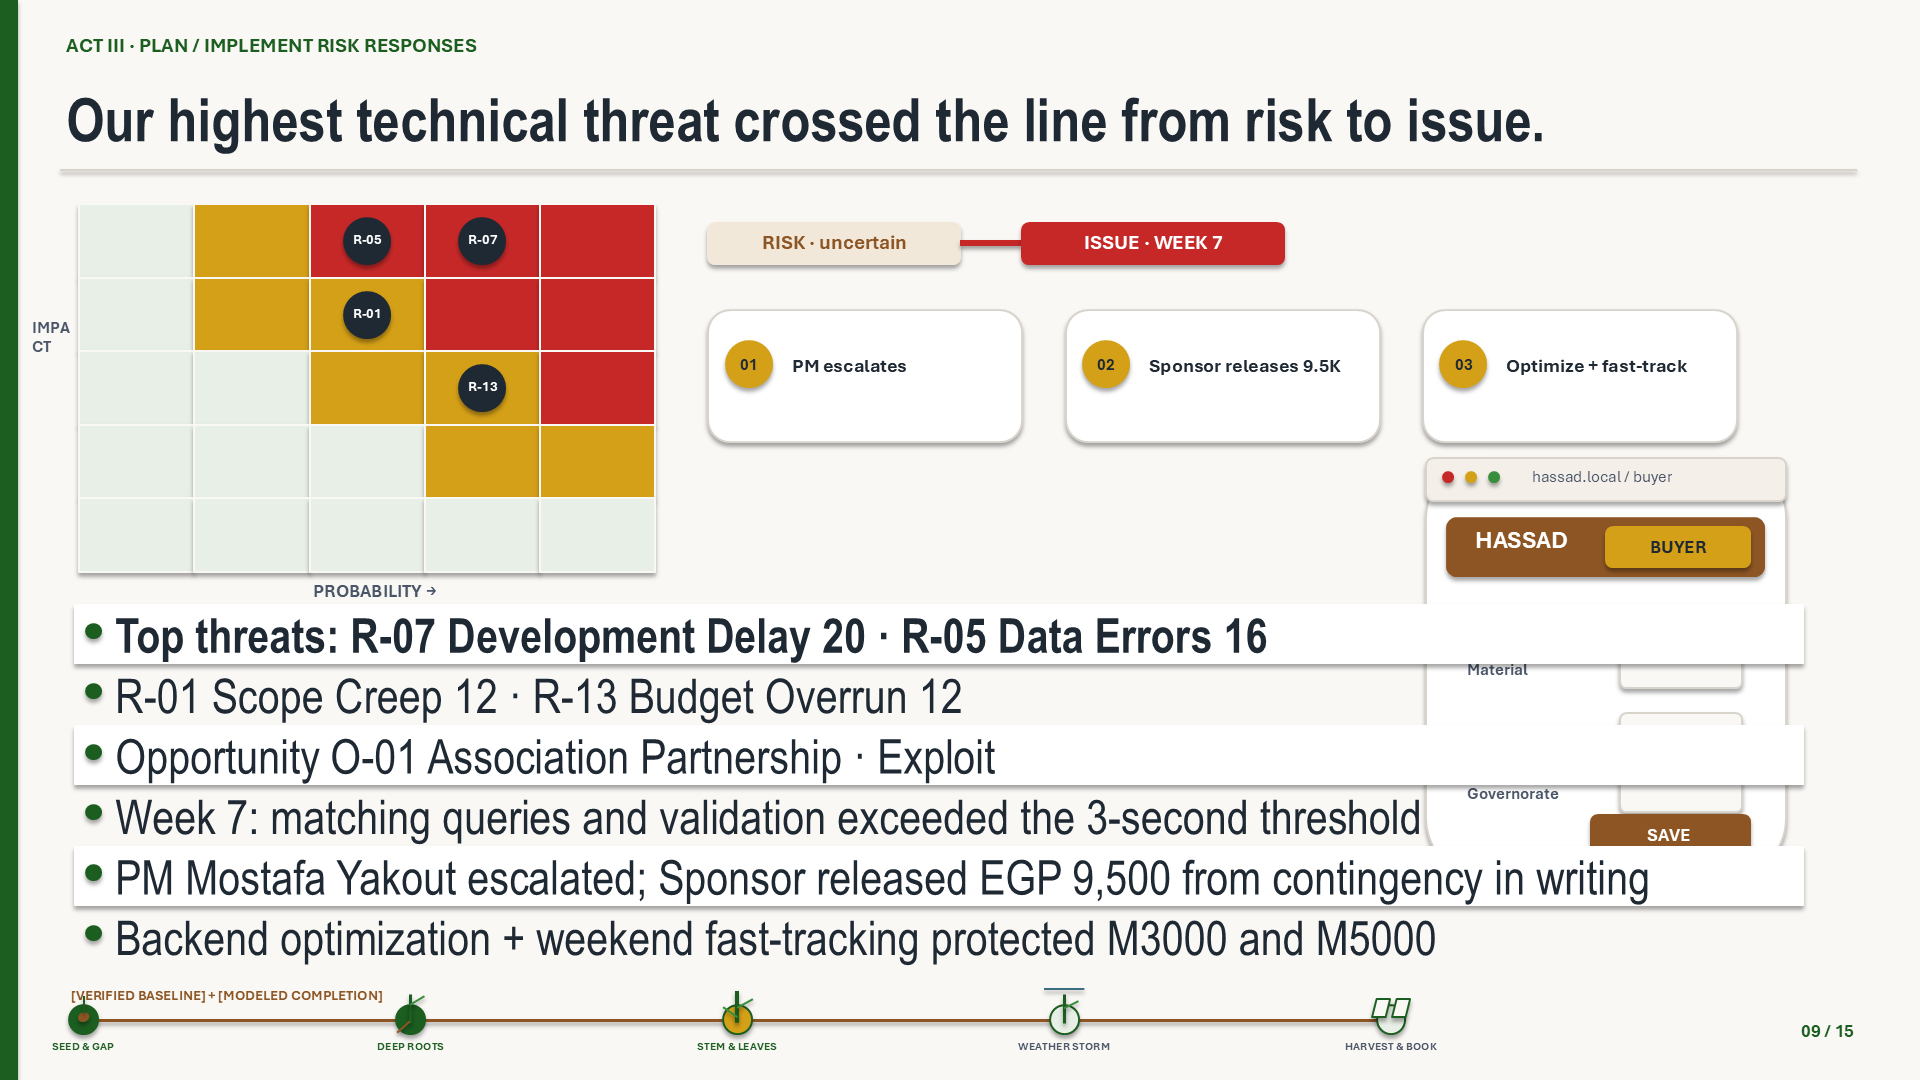 ACT III · PLAN / IMPLEMENT RISK RESPONSES
Our highest technical threat crossed the line from risk to issue.
R-05
R-07
R-01
R-13
IMPA
CT
PROBABILITY →
RISK · uncertain
ISSUE · WEEK 7
01
PM escalates
02
Sponsor releases 9.5K
03
Optimize + fast-track
hassad.local / buyer
HASSAD
BUYER
Material
Governorate
SAVE
• Top threats: R-07 Development Delay 20 · R-05 Data Errors 16
• R-01 Scope Creep 12 · R-13 Budget Overrun 12
• Opportunity O-01 Association Partnership · Exploit
• Week 7: matching queries and validation exceeded the 3-second threshold
• PM Mostafa Yakout escalated; Sponsor released EGP 9,500 from contingency in writing
• Backend optimization + weekend fast-tracking protected M3000 and M5000
[VERIFIED BASELINE] + [MODELED COMPLETION]
SEED & GAP
DEEP ROOTS
STEM & LEAVES
WEATHER STORM
HARVEST & BOOK
09 / 15